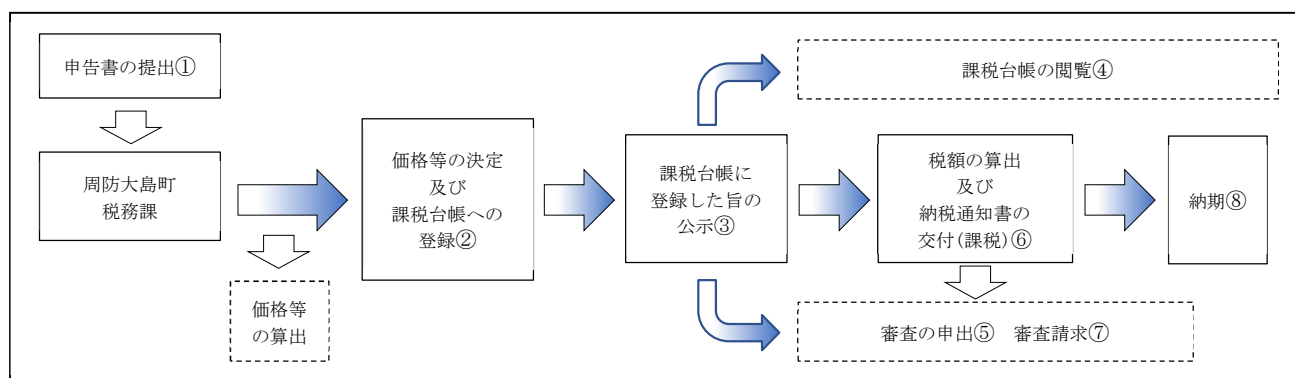 申告書の提出①
周防大島町
税務課
価格等
の算出
価格等の決定
及び
課税台帳への
登録②
課税台帳に
登録した旨の
公示③
課税台帳の閲覧④
税額の算出
及び
納税通知書の
交付(課税)⑥
審査の申出⑤　審査請求⑦
納期⑧